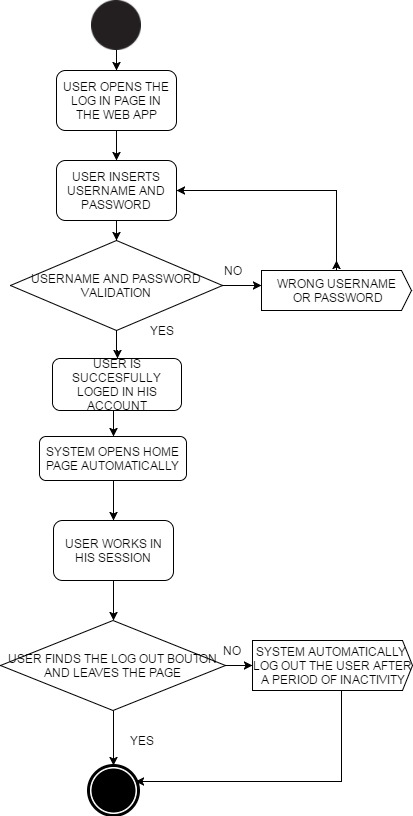 USER OPENS THE
LOG IN PAGE IN
THE WEB APP
USER INSERTS
USERNAME AND
PASSWORD
USERNAME AND PASSWORD
VALIDATION
NO
WRONG USERNAME
OR PASSWORD
YES
USER IS
SUCCESFULLY
LOGED IN HIS
ACCOUNT
SYSTEM OPENS HOME
PAGE AUTOMATICALLY
USER WORKS IN
HIS SESSION
USER FINDS THE LOG OUT BOUTON
AND LEAVES THE PAGE
NO
SYSTEM AUTOMATICALLY
LOG OUT THE USER AFTER
A PERIOD OF INACTIVITY
YES